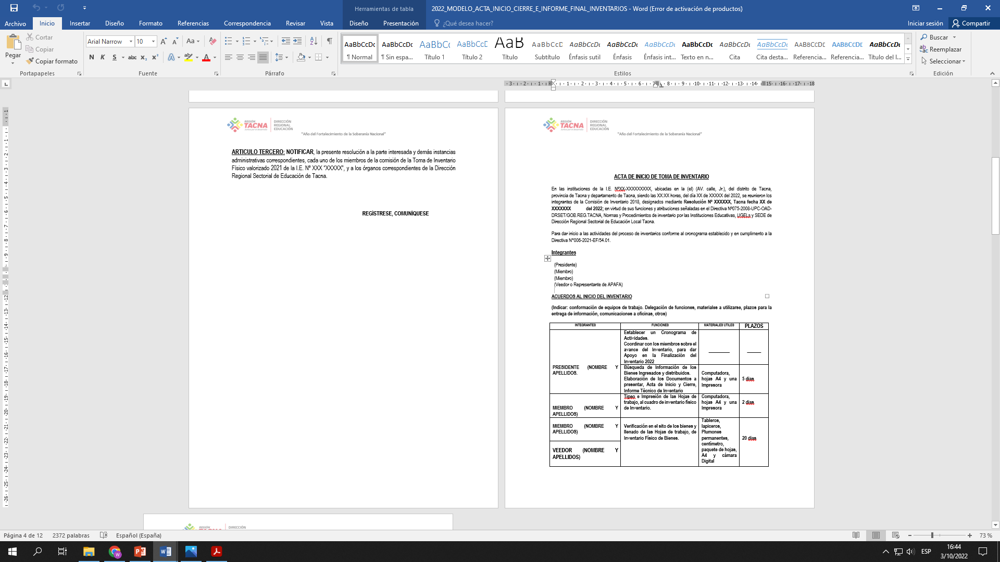 Herramientas de tabla
2022_MODELO_ACTA_INICIO_CIERRE_E_INFORME_FINAL_INVENTARIOS - Word (Error de activación de productos)
Archivo Inicio Insertar Diseño Formato Referencias Correspondencia Revisar Vista Diseño Presentación ¿Qué desea hacer? Iniciar sesión Compartir
Pegar
Cortar
Copiar
Copiar formato
Portapapeles
Arial Narrow 10
N K S abc x₂ x²
Fuente
Párrafo
AaBbCcDc AaBbCcDc AaBbC AaBbCcD AaB AaBbCcD AaBbCcDc AaBbCcDc AaBbCcDc AaBbCcDc AaBbCcDc AaBbCcDc AaBbCcDD AaBbCcDD AaBbCcDc
¶ Normal ¶ Sin espa... Título 1 Título 2 Título Subtítulo Énfasis sutil Énfasis Énfasis int... Texto en n... Cita Cita desta... Referencia... Referencia... Título del l...
Estilos
Buscar
Reemplazar
Seleccionar
Edición
REGIÓN
TACNA
DIRECCIÓN
REGIONAL
EDUCACIÓN
"Año del Fortalecimiento de la Soberanía Nacional"
ARTICULO TERCERO: NOTIFICAR, la presente resolución a la parte interesada y demás instancias
administrativas correspondientes, cada uno de los miembros de la comisión de la Toma de Inventario
Físico valorizado 2021 de la I.E. Nº XXX "XXXXX", y a los órganos correspondientes de la Dirección
Regional Sectorial de Educación de Tacna.
REGÍSTRESE, COMUNÍQUESE
REGIÓN
TACNA
DIRECCIÓN
REGIONAL
EDUCACIÓN
"Año del Fortalecimiento de la Soberanía Nacional"
ACTA DE INICIO DE TOMA DE INVENTARIO
En las instituciones de la I.E. NºXX-XXXXXXXXX, ubicadas en la (el) (AV. calle, Jr.), del distrito de Tacna,
provincia de Tacna y departamento de Tacna, siendo las XX:XX horas, del día XX de XXXXX del 2022, se reunieron los
integrantes de la Comisión de Inventario 2018, designados mediante Resolución Nº XXXXXX, Tacna fecha XX de
XXXXXXX del 2022; en virtud de sus funciones y atribuciones señaladas en el Directiva Nº075-2008-UPC-OAD-
DRSET/GOB.REG.TACNA, Normas y Procedimientos de inventario por las Instituciones Educativas, UGELs y SEDE de
Dirección Regional Sectorial de Educación Local Tacna.
Para dar inicio a las actividades del proceso de inventarios conforme al cronograma establecido y en cumplimento a la
Directiva N°006-2021-EF/54.01.
Integrantes
(Presidente)
(Miembro)
(Miembro)
(Veedor o Representante de APAFA)
ACUERDOS AL INICIO DEL INVENTARIO
(Indicar: conformación de equipos de trabajo. Delegación de funciones, materiales a utilizarse, plazos para la
entrega de información, comunicaciones a oficinas, otros)
INTEGRANTES FUNCIONES MATERIALES UTILES PLAZOS
PRESIDENTE (NOMBRE Y
APELLIDOS.
Establecer un Cronograma de
Actividades.
Coordinar con los miembros sobre el
avance del Inventario, para dar
Apoyo en la Finalización del
Inventario 2022
Búsqueda de Información de los
Bienes Ingresados y distribuidos.
Elaboración de los Documentos a
presentar, Acta de Inicio y Cierre,
Informe Técnico de Inventario
Computadora,
hojas A4 y una
Impresora
5 dias
MIEMBRO (NOMBRE Y
APELLIDOS)
Tipeo e Impresión de las Hojas de
trabajo, al cuadro de inventario físico
de Inventario.
Computadora,
hojas A4 y una
Impresora
2 dias
MIEMBRO (NOMBRE Y
APELLIDOS)
VEEDOR (NOMBRE Y
APELLIDOS)
Verificación en el sito de los bienes y
llenado de las Hojas de trabajo, de
Inventario Físico de Bienes.
Tableros,
lapiceros,
Plumones
permanentes,
centímetro,
paquete de hojas,
A4 y cámara
Digital
20 dias
REGIÓN
TACNA
DIRECCIÓN
Página 4 de 12 2372 palabras Español (España) 73 %
ESP
16:44
3/10/2022